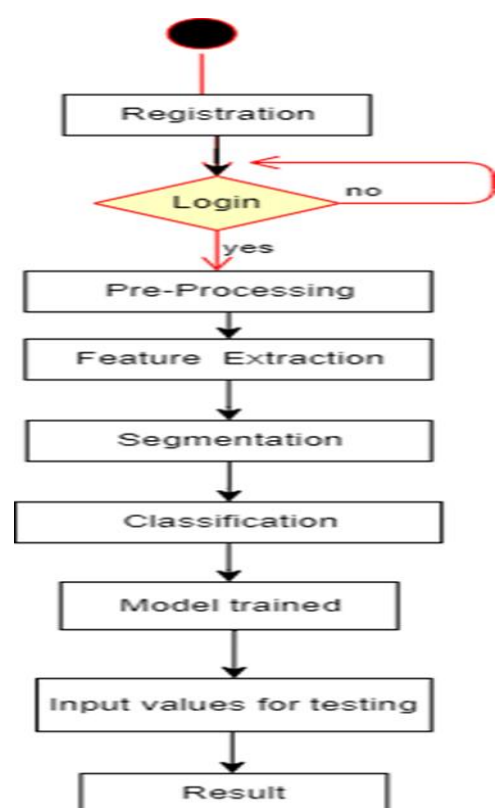 Registration
Login
no
yes
Pre-Processing
Feature Extraction
Segmentation
Classification
Model trained
Input values for testing
Result